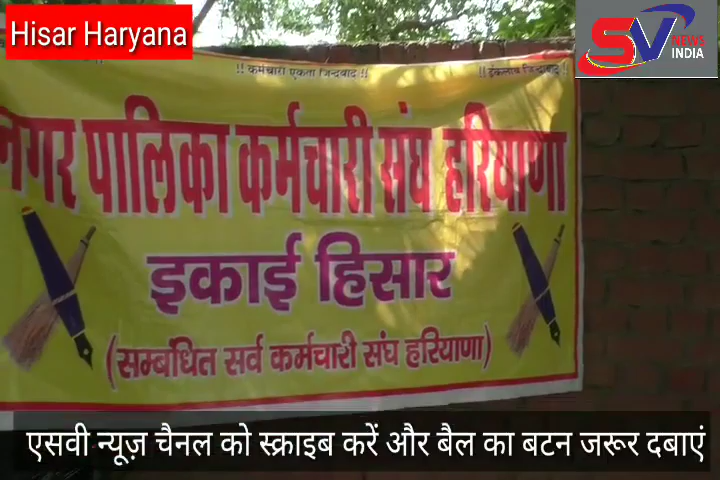 Hisar Haryana
SV NEWS INDIA
!! कर्मचारी एकता जिन्दाबाद !!
!! इंकलाब जिन्दाबाद !!
नगर पालिका कर्मचारी संघ हरियाणा
इकाई हिसार
(सम्बंधित सर्व कर्मचारी संघ हरियाणा)
एसवी न्यूज़ चैनल को स्क्राइब करें और बैल का बटन जरूर दबाएं